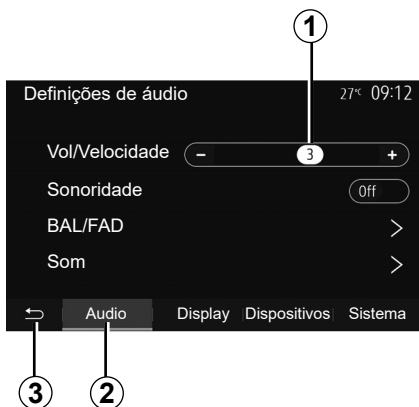 1
Definições de áudio 27°C 09:12
Vol/Velocidade - 3 +
Sonoridade Off
BAL/FAD >
Som >
Audio Display Dispositivos Sistema
3 2